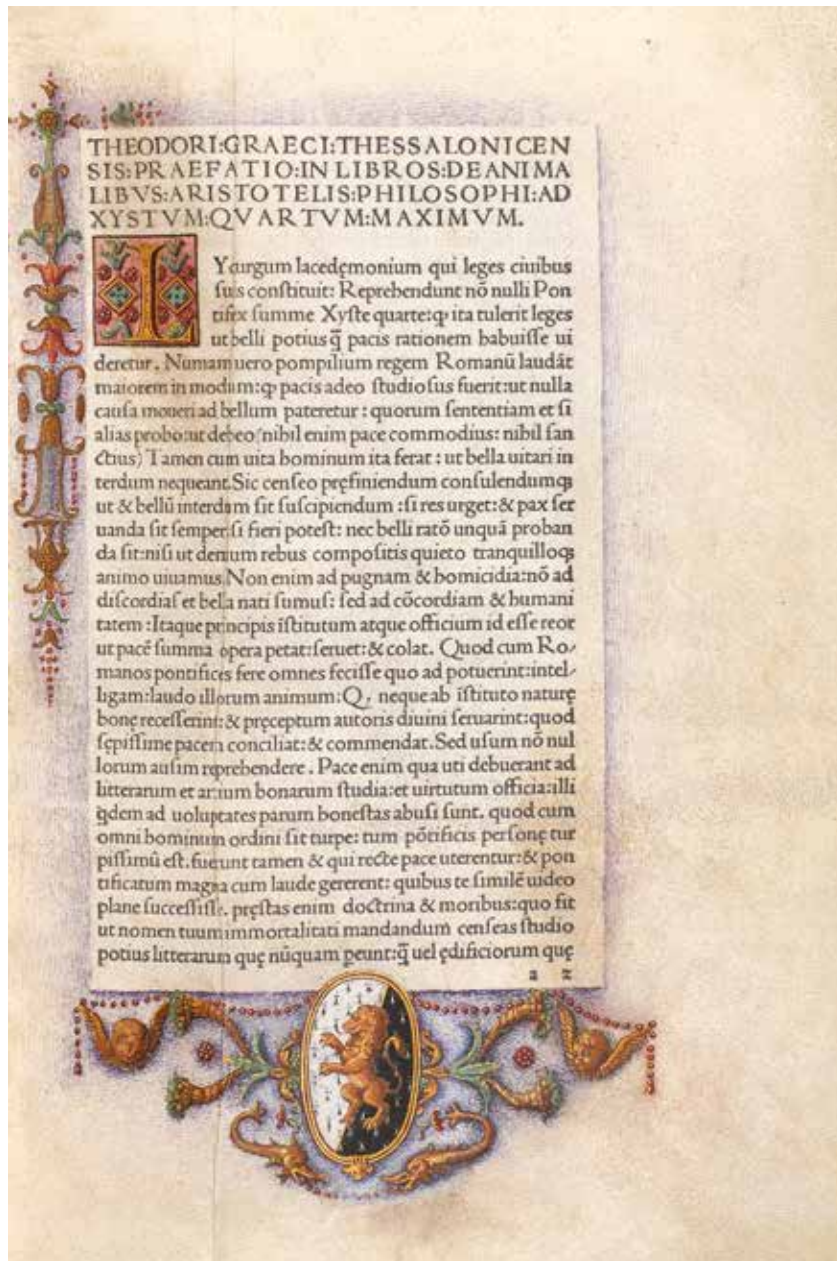 THEODORI:GRAECI:THESSALONICEN
SIS:PRAEFATIO:IN LIBROS:DE ANIMA
LIBVS:ARISTOTELIS:PHILOSOPHI:AD
XYSTVM:QVARTVM:MAXIMVM.
LYcurgum lacedęmonium qui leges ciuibus
suis constituit: Reprehendunt nō nulli Pon
tifex summe Xyste quarte:ꝙ ita tulerit leges
ut belli potius q̄ pacis rationem habuisse ui
deretur. Numam uero pompilium regem Romanū laudāt
maiorem in modum:ꝙ pacis adeo studiosus fuerit:ut nulla
causa moueri ad bellum pateretur: quorum sententiam et si
alias probo:ut debeo (nihil enim pace commodius: nihil san
ctius) Tamen cum uita hominum ita ferat: ut bella uitari in
terdum nequeant.Sic censeo pręfiniendum consulendumqꝫ
ut & bellū interdum sit suscipiendum :si res urget:& pax ser
uanda sit semper:si fieri potest: nec belli ratō unquā proban
da sit:nisi ut demum rebus compositis quieto tranquilloqꝫ
animo uiuamus.Non enim ad pugnam & homicidia:nō ad
discordias et bella nati sumus: sed ad cōcordiam & humani
tatem :Itaque principis īstitutum atque officium id esse reor
ut pacē summa opera petat:seruet:& colat. Quod cum Ro/
manos pontifices fere omnes fecisse quo ad potuerint:intel/
ligam:laudo illorum animum:Q, neque ab īstituto naturę
bonę recesserint:& pręceptum autoris diuini seruarint:quod
sępissime pacem conciliat:& commendat.Sed usum nō nul
lorum ausim reprehendere. Pace enim qua uti debuerant ad
litterarum et artium bonarum studia:et uirtutum officia:illi
q̄dem ad uoluptates parum honestas abusi sunt. quod cum
omni hominum ordini sit turpe: tum pōtificis personę tur
pissimū est. fuerunt tamen & qui recte pace uterentur:& pon
tificatum magna cum laude gererent: quibus te similē uideo
plane successisse. pręstas enim doctrina & moribus:quo fit
ut nomen tuum immortalitati mandandum censeas studio
potius litterarum quę nūquam peunt:q̄ uel ędificiorum quę
a 2